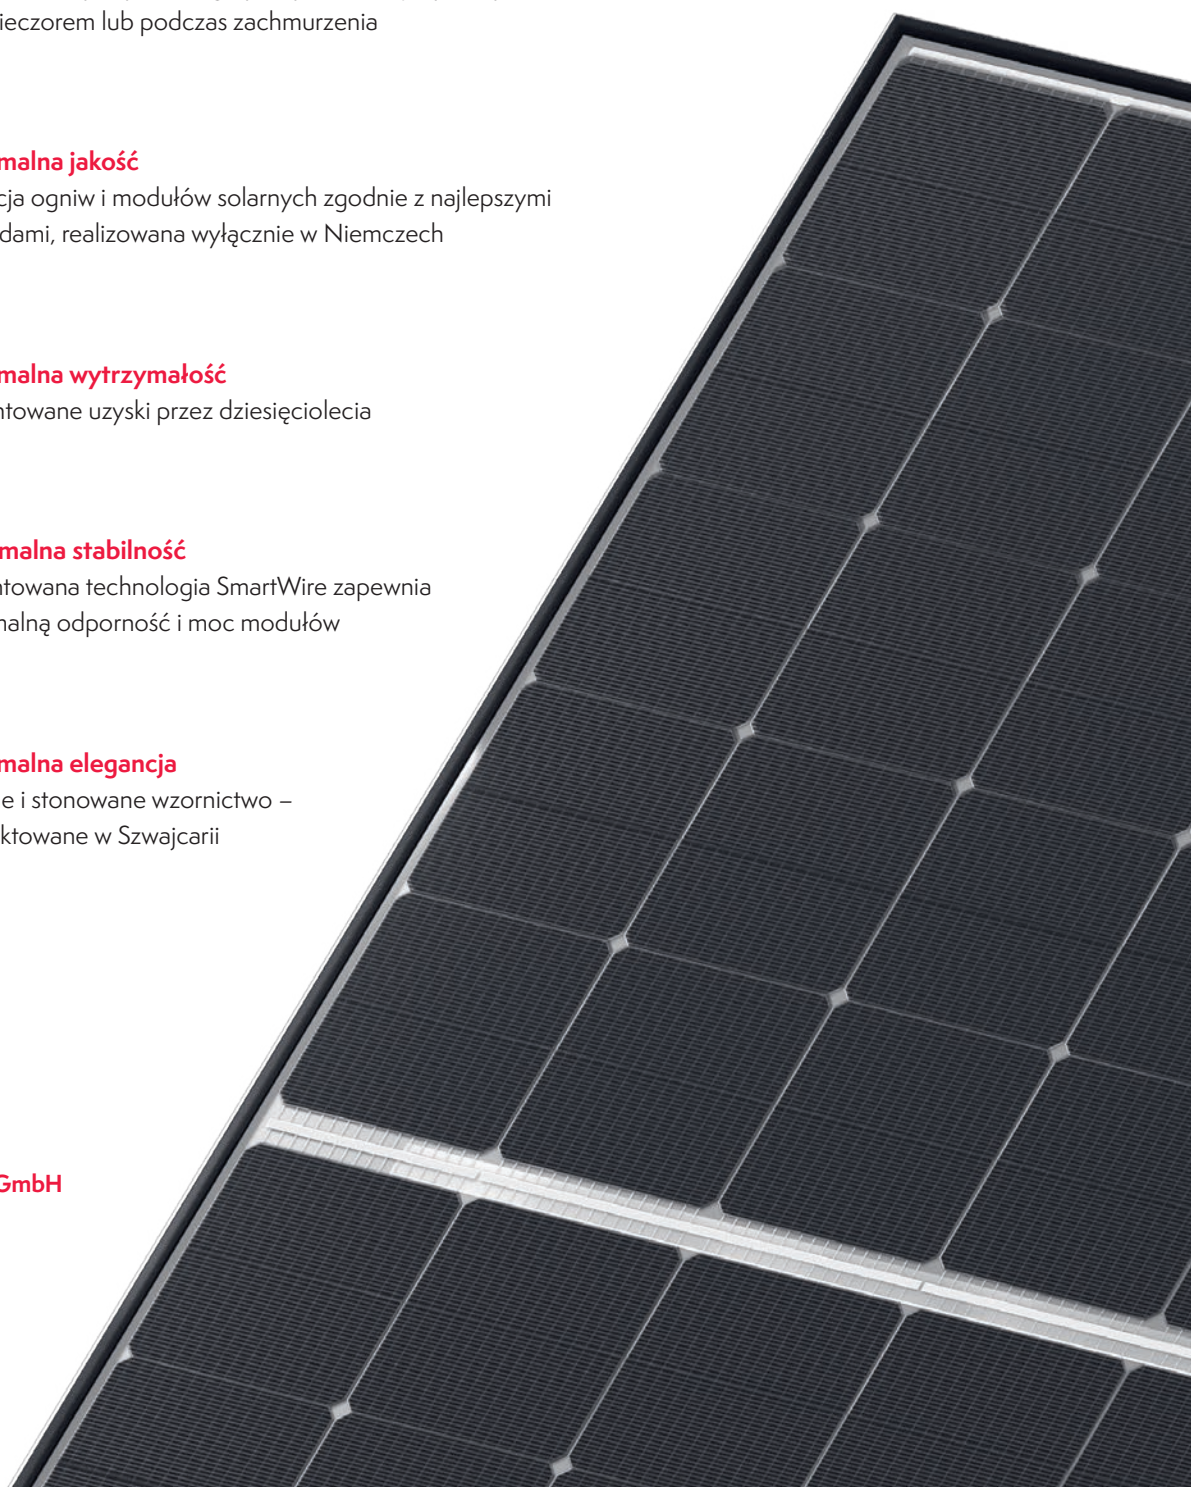 ieczorem lub podczas zachmurzenia
malna jakość
cja ogniw i modułów solarnych zgodnie z najlepszymi
dami, realizowana wyłącznie w Niemczech
malna wytrzymałość
ntowane uzyski przez dziesięciolecia
malna stabilność
ntowana technologia SmartWire zapewnia
nalną odporność i moc modułów
malna elegancja
e i stonowane wzornictwo –
ktowane w Szwajcarii
GmbH